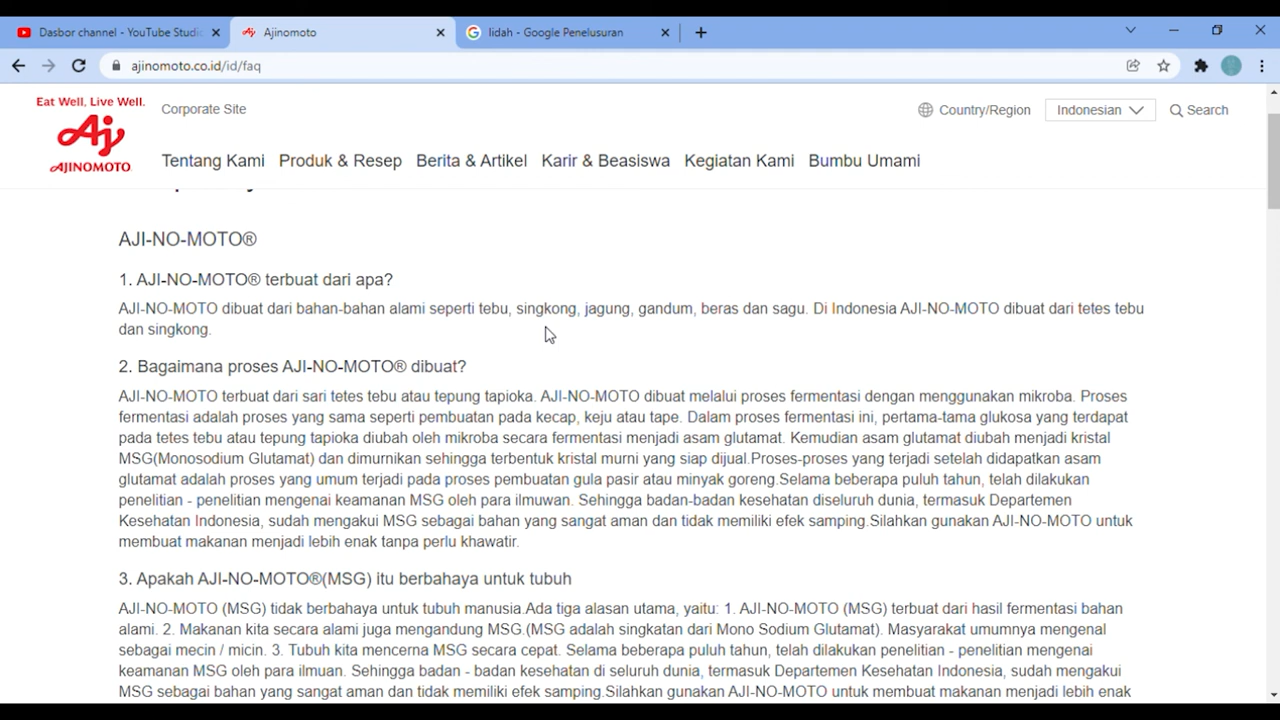 Dasbor channel - YouTube Studio
Ajinomoto
lidah - Google Penelusuran
ajinomoto.co.id/id/faq
Eat Well, Live Well.
Aj
AJINOMOTO
Corporate Site
Country/Region
Indonesian
Search
Tentang Kami Produk & Resep Berita & Artikel Karir & Beasiswa Kegiatan Kami Bumbu Umami
AJI-NO-MOTO®
1. AJI-NO-MOTO® terbuat dari apa?
AJI-NO-MOTO dibuat dari bahan-bahan alami seperti tebu, singkong, jagung, gandum, beras dan sagu. Di Indonesia AJI-NO-MOTO dibuat dari tetes tebu
dan singkong.
2. Bagaimana proses AJI-NO-MOTO® dibuat?
AJI-NO-MOTO terbuat dari sari tetes tebu atau tepung tapioka. AJI-NO-MOTO dibuat melalui proses fermentasi dengan menggunakan mikroba. Proses
fermentasi adalah proses yang sama seperti pembuatan pada kecap, keju atau tape. Dalam proses fermentasi ini, pertama-tama glukosa yang terdapat
pada tetes tebu atau tepung tapioka diubah oleh mikroba secara fermentasi menjadi asam glutamat. Kemudian asam glutamat diubah menjadi kristal
MSG(Monosodium Glutamat) dan dimurnikan sehingga terbentuk kristal murni yang siap dijual.Proses-proses yang terjadi setelah didapatkan asam
glutamat adalah proses yang umum terjadi pada proses pembuatan gula pasir atau minyak goreng.Selama beberapa puluh tahun, telah dilakukan
penelitian - penelitian mengenai keamanan MSG oleh para ilmuwan. Sehingga badan-badan kesehatan diseluruh dunia, termasuk Departemen
Kesehatan Indonesia, sudah mengakui MSG sebagai bahan yang sangat aman dan tidak memiliki efek samping.Silahkan gunakan AJI-NO-MOTO untuk
membuat makanan menjadi lebih enak tanpa perlu khawatir.
3. Apakah AJI-NO-MOTO®(MSG) itu berbahaya untuk tubuh
AJI-NO-MOTO (MSG) tidak berbahaya untuk tubuh manusia.Ada tiga alasan utama, yaitu: 1. AJI-NO-MOTO (MSG) terbuat dari hasil fermentasi bahan
alami. 2. Makanan kita secara alami juga mengandung MSG.(MSG adalah singkatan dari Mono Sodium Glutamat). Masyarakat umumnya mengenal
sebagai mecin / micin. 3. Tubuh kita mencerna MSG secara cepat. Selama beberapa puluh tahun, telah dilakukan penelitian - penelitian mengenai
keamanan MSG oleh para ilmuan. Sehingga badan - badan kesehatan di seluruh dunia, termasuk Departemen Kesehatan Indonesia, sudah mengakui
MSG sebagai bahan yang sangat aman dan tidak memiliki efek samping.Silahkan gunakan AJI-NO-MOTO untuk membuat makanan menjadi lebih enak